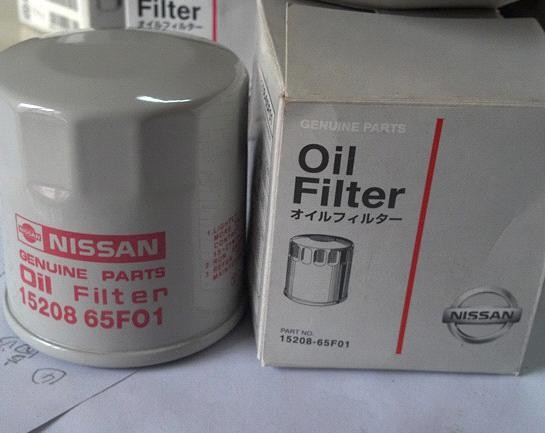 Filter
オイルフィルター
NISSAN
GENUINE PARTS
Oil Filter
15208 65F01
GENUINE PARTS
Oil
Filter
オイルフィルター
PART NO.
15208-65F01
NISSAN